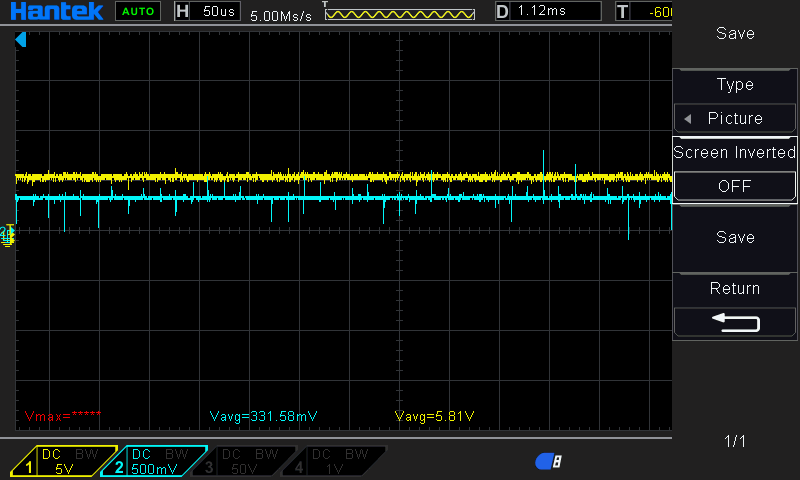 Hantek AUTO H 50us 5.00Ms/s T D 1.12ms T -600
Save
Type
Picture
Screen Inverted
OFF
Save
Return
Vmax=***** Vavg=331.58mV Vavg=5.81V
1/1
1 DC BW 5V
2 DC BW 500mV
3 DC BW 50V
4 DC BW 1V